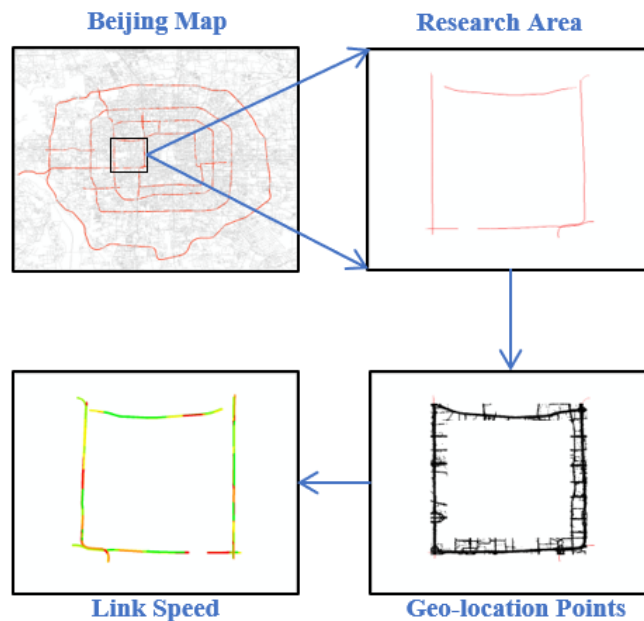 Beijing Map
Research Area
Link Speed
Geo-location Points